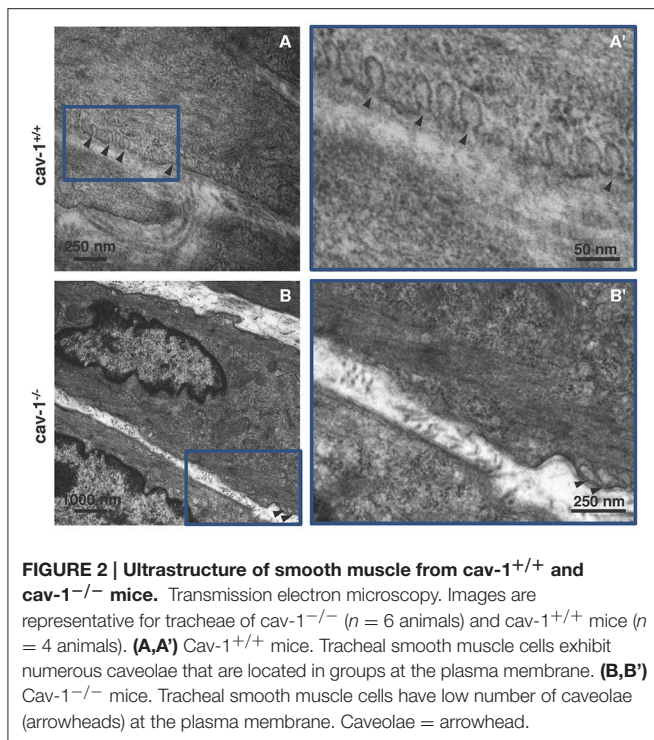 A
A'
cav-1+/+
250 nm
50 nm
B
B'
cav-1-/-
1000 nm
250 nm
FIGURE 2 | Ultrastructure of smooth muscle from cav-1+/+ and
cav-1−/− mice. Transmission electron microscopy. Images are
representative for tracheae of cav-1−/− (n = 6 animals) and cav-1+/+ mice (n
= 4 animals). (A,A') Cav-1+/+ mice. Tracheal smooth muscle cells exhibit
numerous caveolae that are located in groups at the plasma membrane. (B,B')
Cav-1−/− mice. Tracheal smooth muscle cells have low number of caveolae
(arrowheads) at the plasma membrane. Caveolae = arrowhead.